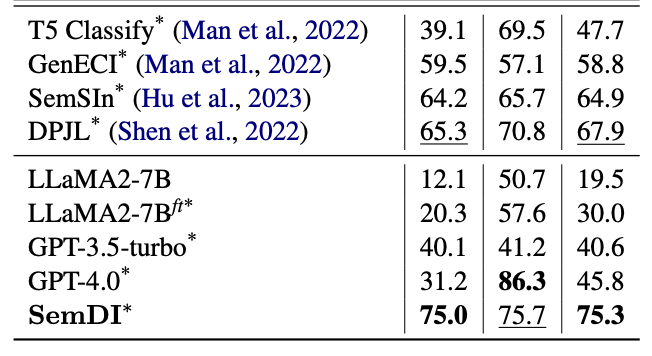 T5 Classify* (Man et al., 2022) 39.1 69.5 47.7
GenECI* (Man et al., 2022) 59.5 57.1 58.8
SemSIn* (Hu et al., 2023) 64.2 65.7 64.9
DPJL* (Shen et al., 2022) 65.3 70.8 67.9
LLaMA2-7B 12.1 50.7 19.5
LLaMA2-7Bft* 20.3 57.6 30.0
GPT-3.5-turbo* 40.1 41.2 40.6
GPT-4.0* 31.2 86.3 45.8
SemDI* 75.0 75.7 75.3